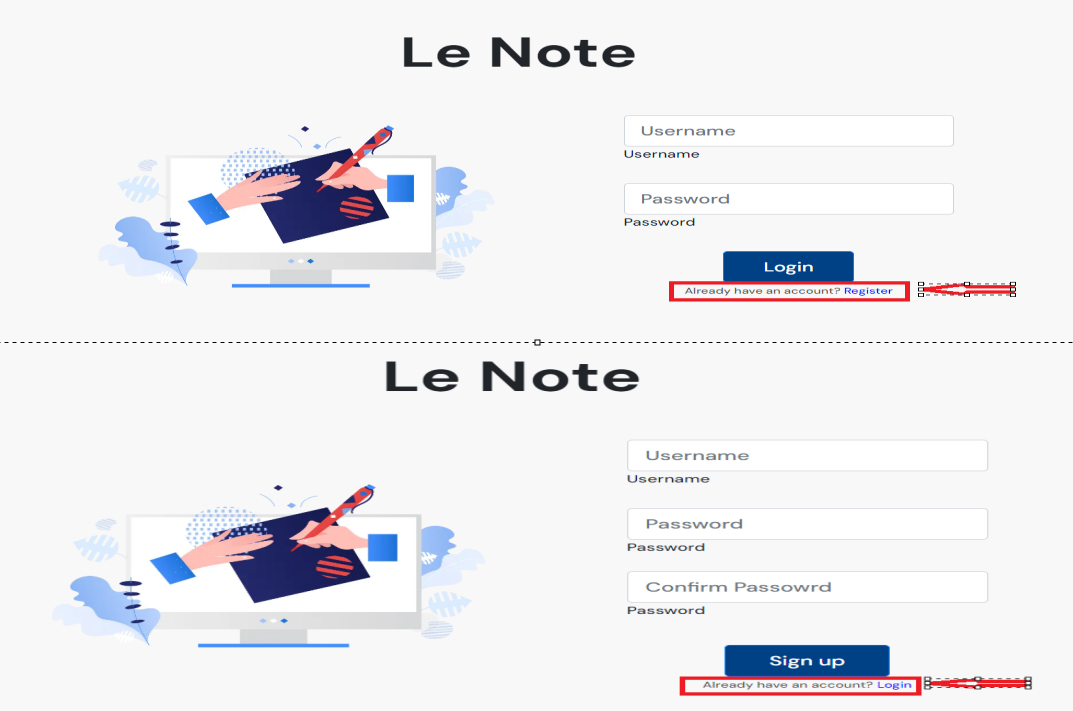 Le Note
Username
Username
Password
Password
Login
Already have an account? Register
Le Note
Username
Username
Password
Password
Confirm Passowrd
Password
Sign up
Already have an account? Login